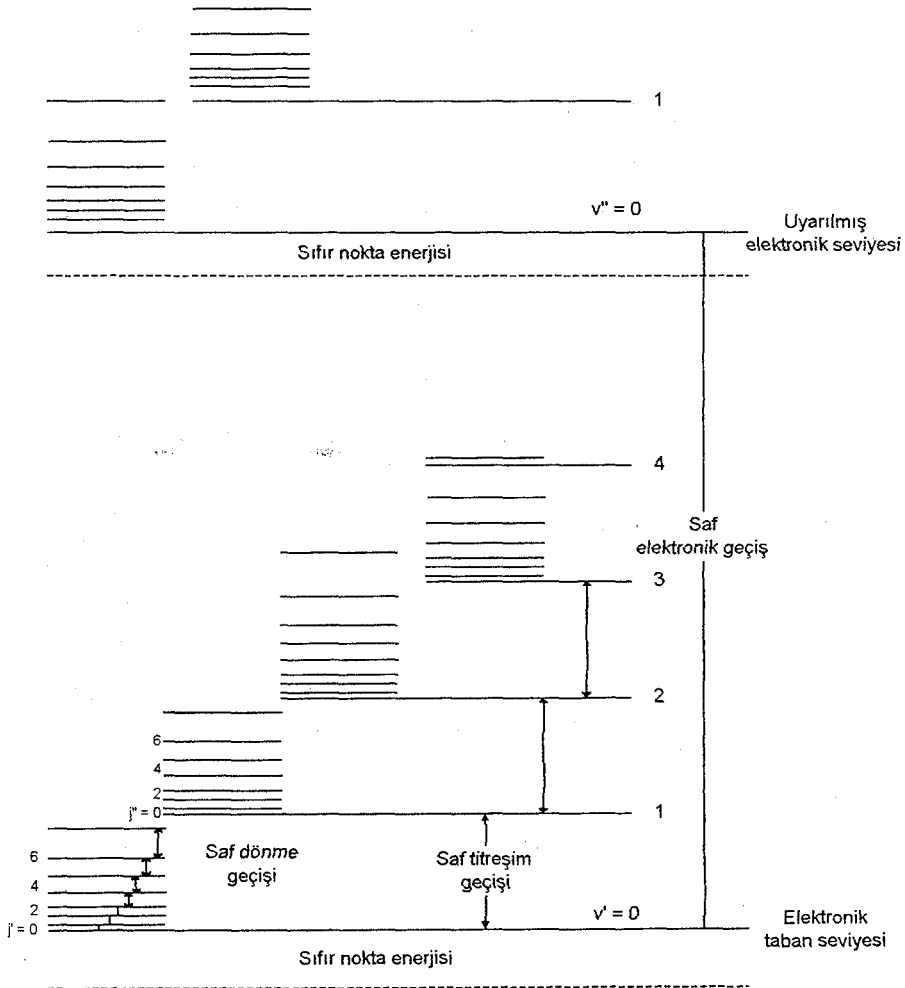 1
v" = 0
Uyarılmış
elektronik seviyesi
Sıfır nokta enerjisi
4
Saf
elektronik geçiş
3
2
6
4
2
j" = 0
1
Saf dönme
geçişi
Saf titreşim
geçişi
6
4
2
j' = 0
v' = 0
Elektronik
taban seviyesi
Sıfır nokta enerjisi